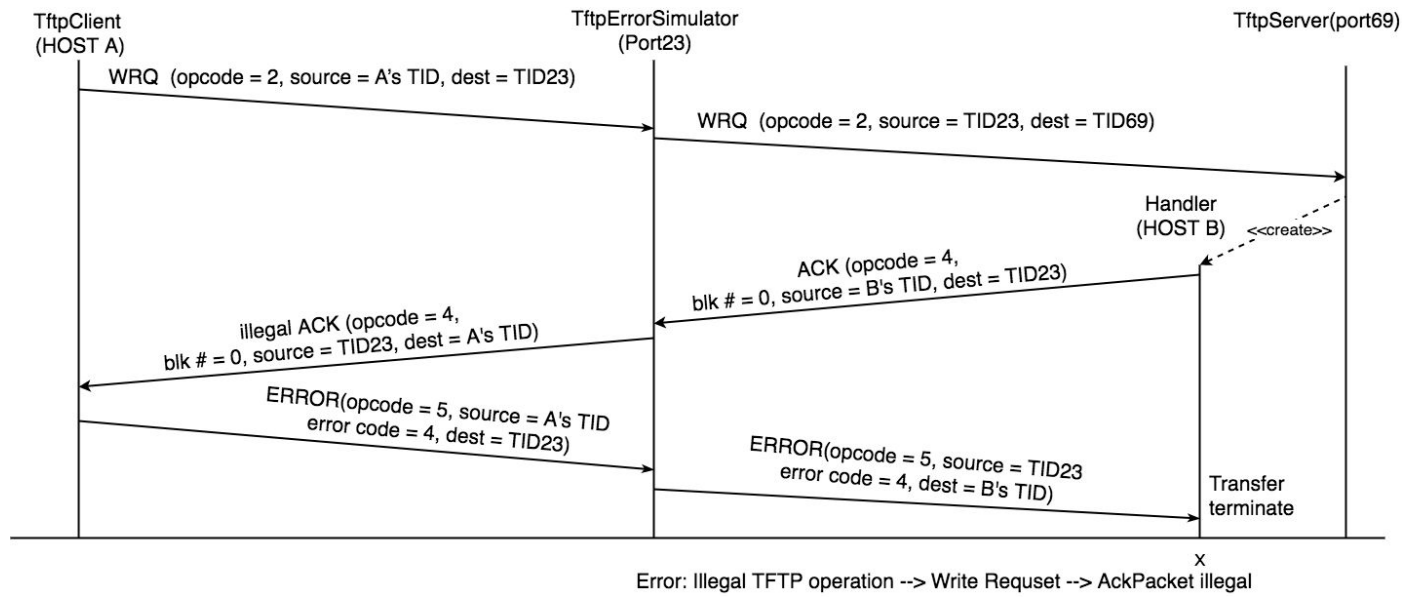 TftpClient
(HOST A)
TftpErrorSimulator
(Port23)
TftpServer(port69)
WRQ (opcode = 2, source = A's TID, dest = TID23)
WRQ (opcode = 2, source = TID23, dest = TID69)
Handler
(HOST B)
<<create>>
ACK (opcode = 4,
blk # = 0, source = B's TID, dest = TID23)
illegal ACK (opcode = 4,
blk # = 0, source = TID23, dest = A's TID)
ERROR(opcode = 5, source = A's TID
error code = 4, dest = TID23)
ERROR(opcode = 5, source = TID23
error code = 4, dest = B's TID)
Transfer
terminate
x
Error: Illegal TFTP operation --> Write Requset --> AckPacket illegal